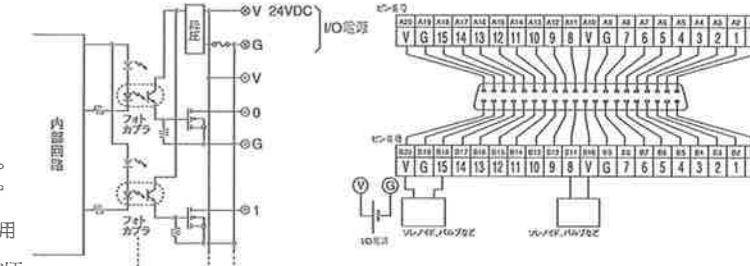 V 24VDC
I/O電源
G
V
0
G
1
内部回路
降圧
フォト
カプラ
フォト
カプラ
用
ピン番号
A20 A19 A18 A17 A16 A15 A14 A13 A12 A11 A10 A9 A8 A7 A6 A5 A4 A3 A2
V G 15 14 13 12 11 10 9 8 V G 7 6 5 4 3 2 1
ピン番号
B20 B19 B18 B17 B16 B15 B14 B13 B12 B11 B10 B9 B8 B7 B6 B5 B4 B3 B2
V G 15 14 13 12 11 10 9 8 V G 7 6 5 4 3 2 1
V G
I/O電源
ソレノイド、バルブなど
ソレノイド、バルブなど